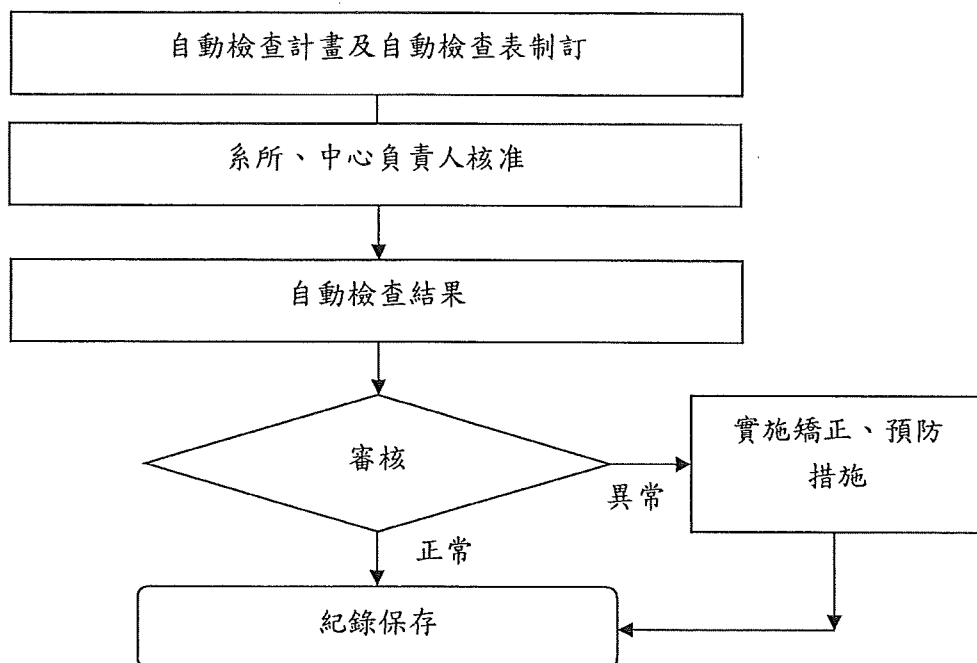 自動檢查計畫及自動檢查表制訂
系所、中心負責人核准
自動檢查結果
審核
實施矯正、預防
措施
異常
正常
紀錄保存